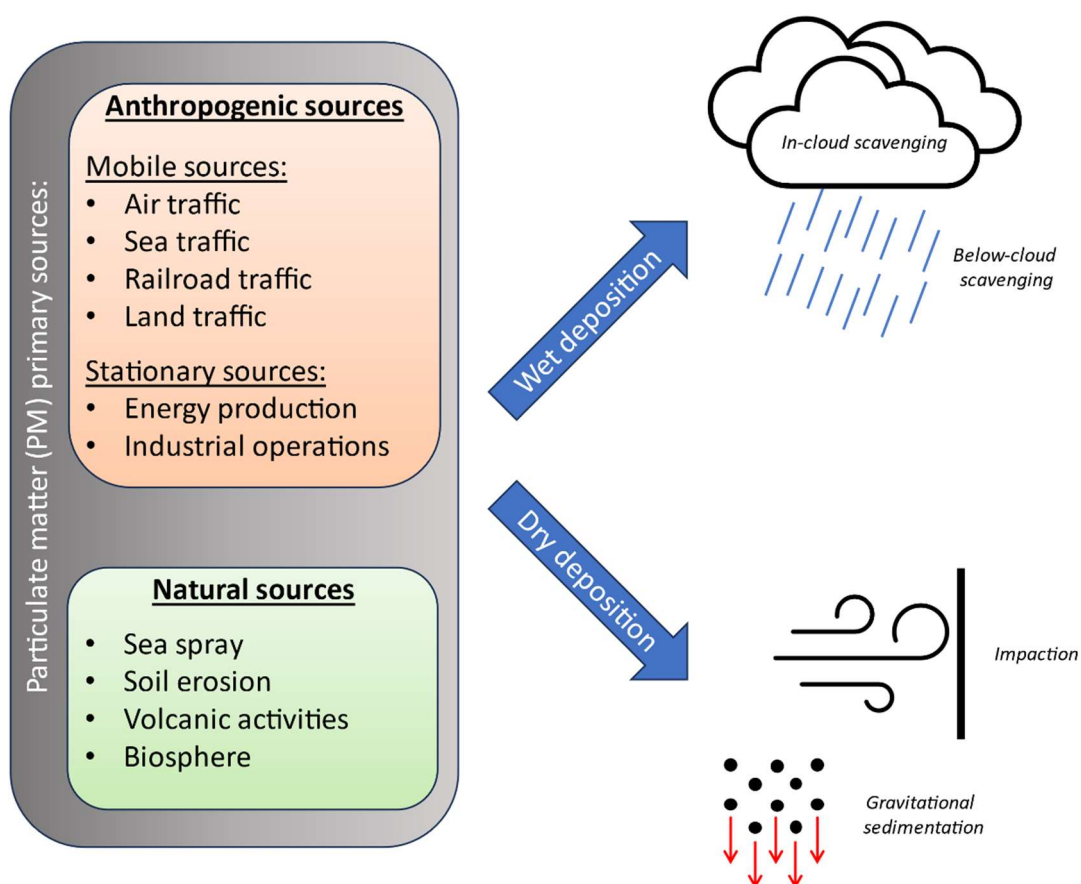 Particulate matter (PM) primary sources:
Anthropogenic sources
Mobile sources:
• Air traffic
• Sea traffic
• Railroad traffic
• Land traffic
Stationary sources:
• Energy production
• Industrial operations
Natural sources
• Sea spray
• Soil erosion
• Volcanic activities
• Biosphere
Wet deposition
Dry deposition
In-cloud scavenging
Below-cloud
scavenging
Impaction
Gravitational
sedimentation